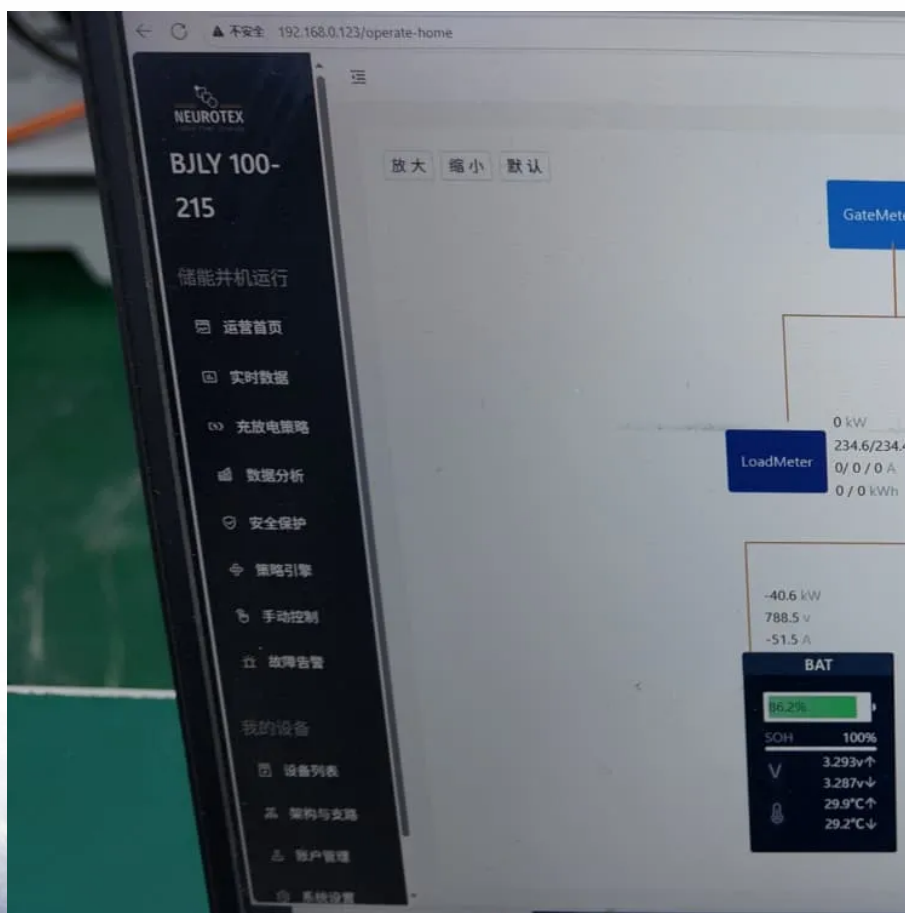 不安全 192.168.0.123/operate-home
NEUROTEX
BJLY 100-
215
储能并机运行
运营首页
实时数据
充放电策略
数据分析
安全保护
策略引擎
手动控制
故障告警
我的设备
设备列表
架构与支路
账户管理
系统设置
放大 缩小 默认
GateMete
LoadMeter
0 kW
234.6/234.4
0/ 0 / 0 A
0 / 0 kWh
-40.6 kW
788.5 v
-51.5 A
BAT
86.2%
SOH 100%
V
3.293v↑
3.287v↓
29.9°C↑
29.2°C↓